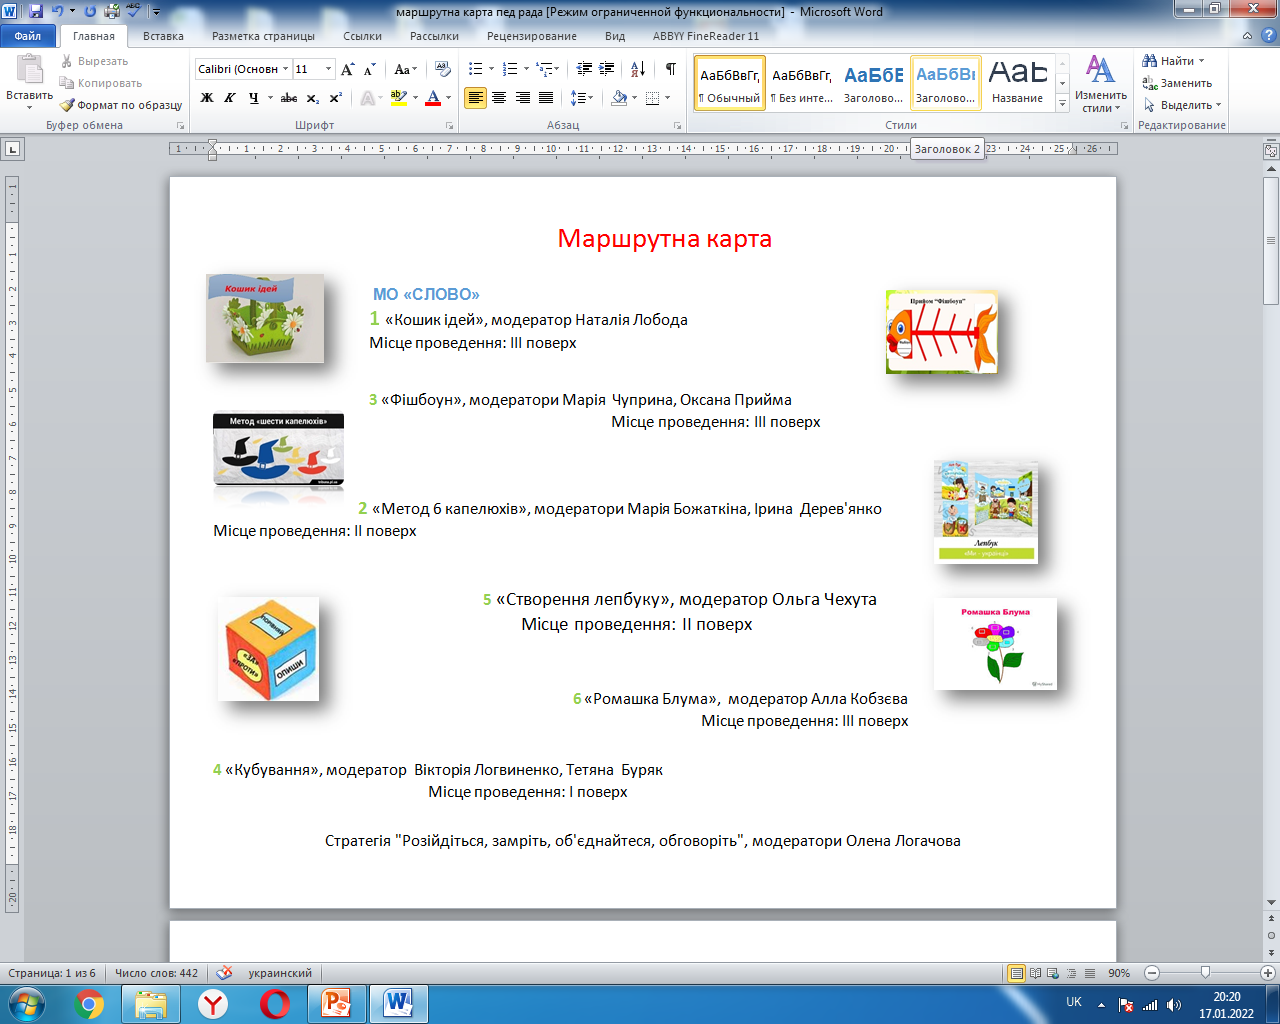 маршрутна карта пед рада [Режим ограниченной функциональности] - Microsoft Word
Файл
Главная
Вставка
Разметка страницы
Ссылки
Рассылки
Рецензирование
Вид
ABBYY FineReader 11
Вставить
Вырезать
Копировать
Формат по образцу
Буфер обмена
Calibri (Основн
11
Шрифт
Абзац
АаБбВвГг,
¶ Обычный
АаБбВвГг,
¶ Без инте...
Заголово...
Заголово...
Название
Изменить стили
Стили
Найти
Заменить
Выделить
Редактирование
Заголовок 2
Маршрутна карта
Кошик ідей
МО «СЛОВО»
1 «Кошик ідей», модератор Наталія Лобода
Місце проведення: ІІІ поверх
Прийом "Фішбоун"
3 «Фішбоун», модератори Марія Чуприна, Оксана Прийма
Місце проведення: ІІІ поверх
Метод «шести капелюхів»
2 «Метод 6 капелюхів», модератори Марія Божаткіна, Ірина Дерев'янко
Місце проведення: ІІ поверх
Лепбук
«Ми - українці»
5 «Створення лепбуку», модератор Ольга Чехута
Місце проведення: ІІ поверх
ПОРІВНЯЙ
«ЗА»
«ПРОТИ»
ОПИШИ
Ромашка Блума
MyShared
6 «Ромашка Блума», модератор Алла Кобзєва
Місце проведення: ІІІ поверх
4 «Кубування», модератор Вікторія Логвиненко, Тетяна Буряк
Місце проведення: І поверх
Стратегія "Розійдіться, замріть, об'єднайтеся, обговоріть", модератори Олена Логачова
Страница: 1 из 6
Число слов: 442
украинский
90%
UK
20:20
17.01.2022